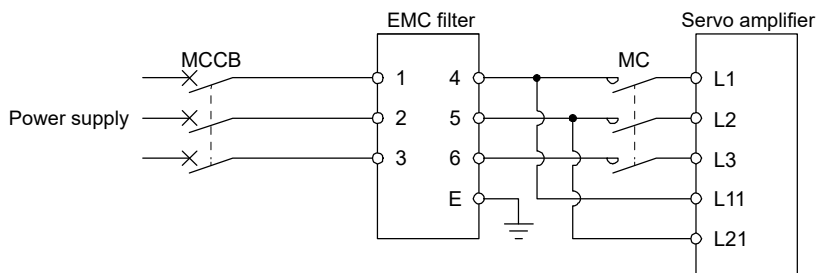 EMC filter
Servo amplifier
MCCB
MC
1
4
L1
Power supply
2
5
L2
3
6
L3
E
L11
L21